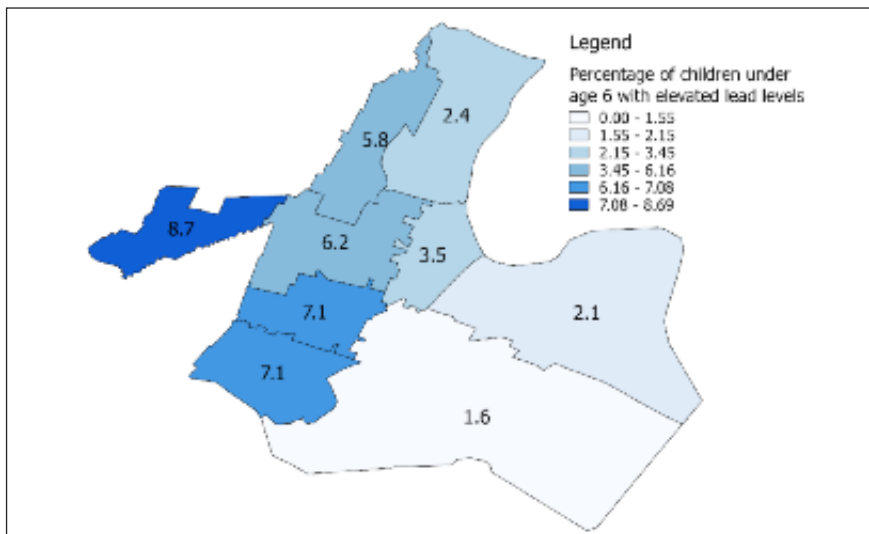 Legend
Percentage of children under
age 6 with elevated lead levels
0.00 - 1.55
1.55 - 2.15
2.15 - 3.45
3.45 - 6.16
6.16 - 7.08
7.08 - 8.69
2.4
5.8
8.7
6.2
3.5
7.1
2.1
7.1
1.6